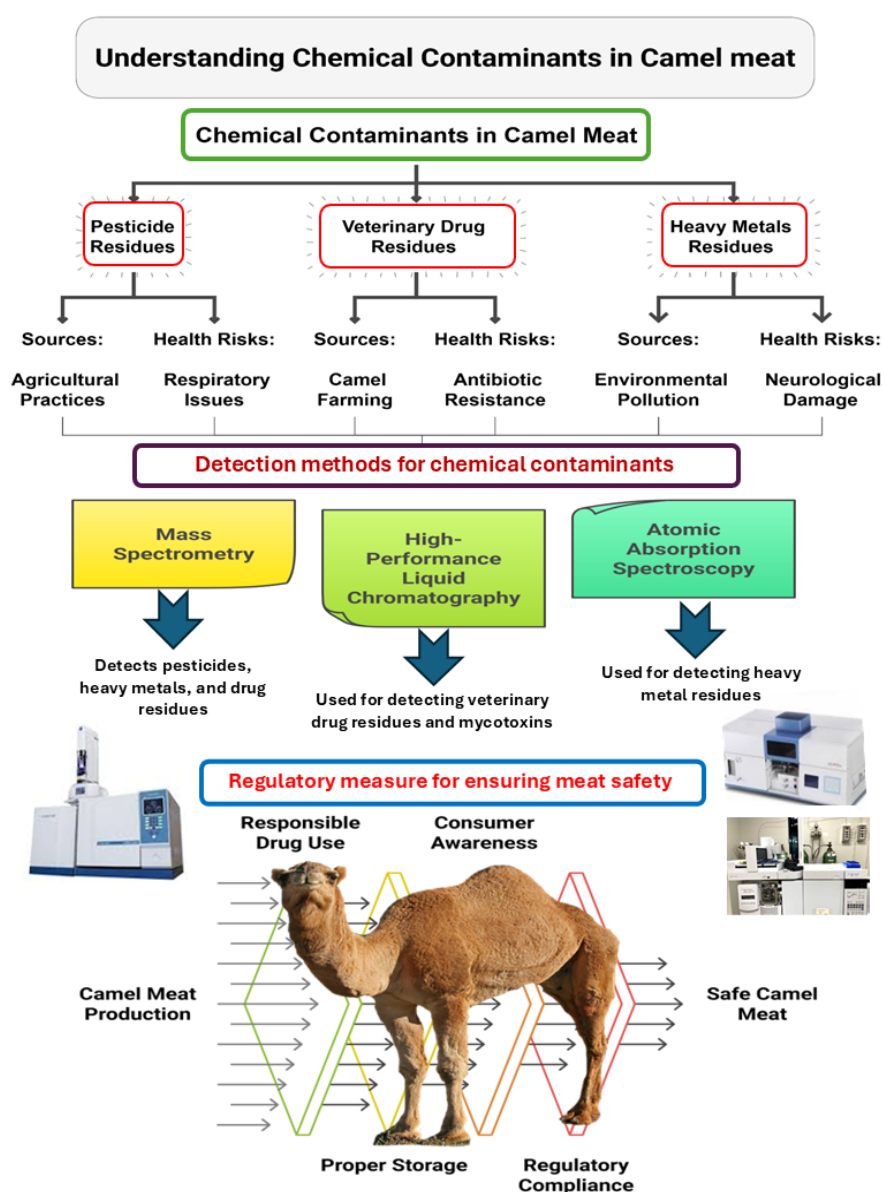 Understanding Chemical Contaminants in Camel meat
Chemical Contaminants in Camel Meat
Pesticide
Residues
Veterinary Drug
Residues
Heavy Metals
Residues
Sources:
Health Risks:
Sources:
Health Risks:
Sources:
Health Risks:
Agricultural
Practices
Respiratory
Issues
Camel
Farming
Antibiotic
Resistance
Environmental
Pollution
Neurological
Damage
Detection methods for chemical contaminants
Mass
Spectrometry
High-
Performance
Liquid
Chromatography
Atomic
Absorption
Spectroscopy
Detects pesticides,
heavy metals, and drug
residues
Used for detecting veterinary
drug residues and mycotoxins
Used for detecting heavy
metal residues
Regulatory measure for ensuring meat safety
Responsible
Drug Use
Consumer
Awareness
Camel Meat
Production
Safe Camel
Meat
Proper Storage
Regulatory
Compliance